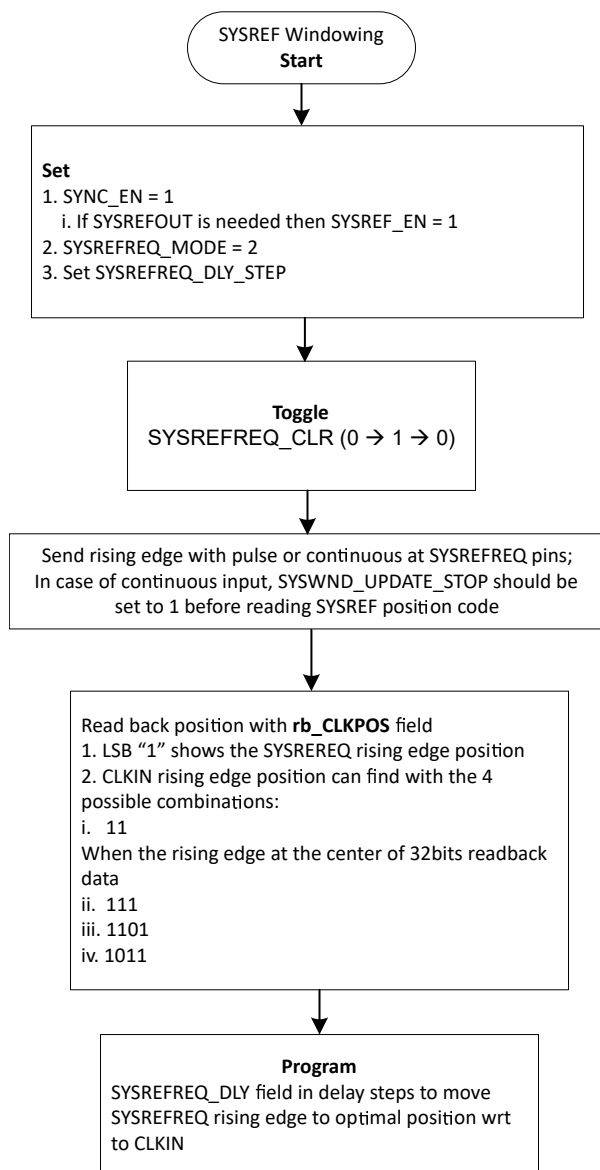 SYSREF Windowing
Start
Set
1. SYNC_EN = 1
i. If SYSREFOUT is needed then SYSREF_EN = 1
2. SYSREFREQ_MODE = 2
3. Set SYSREFREQ_DLY_STEP
Toggle
SYSREFREQ_CLR (0 → 1 → 0)
Send rising edge with pulse or continuous at SYSREFREQ pins;
In case of continuous input, SYSWND_UPDATE_STOP should be
set to 1 before reading SYSREF position code
Read back position with rb_CLKPOS field
1. LSB “1” shows the SYSREREQ rising edge position
2. CLKIN rising edge position can find with the 4
possible combinations:
i. 11
When the rising edge at the center of 32bits readback
data
ii. 111
iii. 1101
iv. 1011
Program
SYSREFREQ_DLY field in delay steps to move
SYSREFREQ rising edge to optimal position wrt
to CLKIN